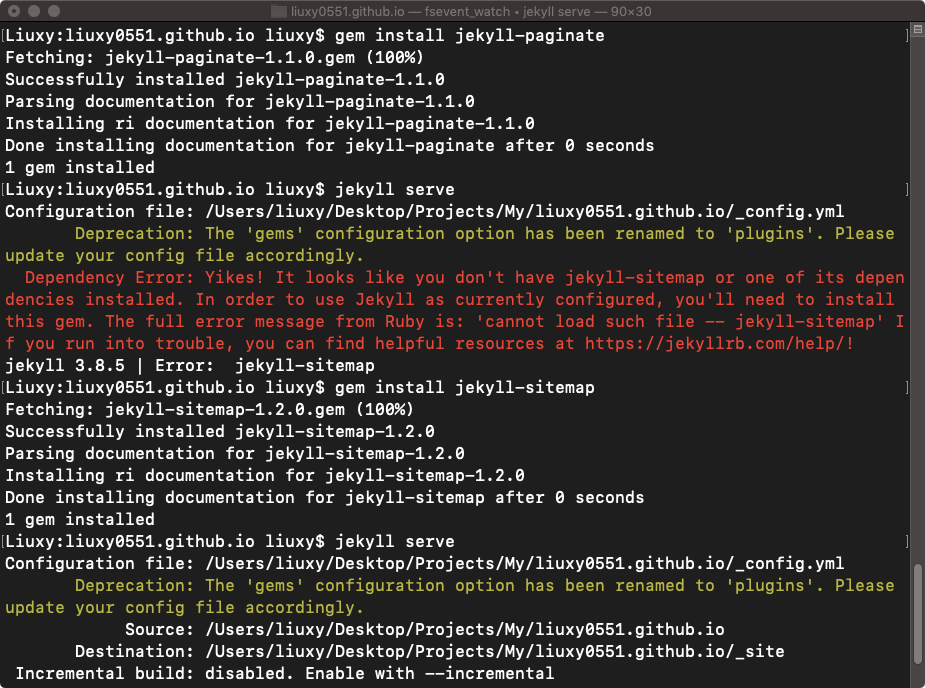 liuxy0551.github.io — fsevent_watch • jekyll serve — 90×30
[Liuxy:liuxy0551.github.io liuxy$ gem install jekyll-paginate ]
Fetching: jekyll-paginate-1.1.0.gem (100%)
Successfully installed jekyll-paginate-1.1.0
Parsing documentation for jekyll-paginate-1.1.0
Installing ri documentation for jekyll-paginate-1.1.0
Done installing documentation for jekyll-paginate after 0 seconds
1 gem installed
[Liuxy:liuxy0551.github.io liuxy$ jekyll serve ]
Configuration file: /Users/liuxy/Desktop/Projects/My/liuxy0551.github.io/_config.yml
Deprecation: The 'gems' configuration option has been renamed to 'plugins'. Please
update your config file accordingly.
Dependency Error: Yikes! It looks like you don't have jekyll-sitemap or one of its depen
dencies installed. In order to use Jekyll as currently configured, you'll need to install
this gem. The full error message from Ruby is: 'cannot load such file -- jekyll-sitemap' I
f you run into trouble, you can find helpful resources at https://jekyllrb.com/help/!
jekyll 3.8.5 | Error:  jekyll-sitemap
[Liuxy:liuxy0551.github.io liuxy$ gem install jekyll-sitemap ]
Fetching: jekyll-sitemap-1.2.0.gem (100%)
Successfully installed jekyll-sitemap-1.2.0
Parsing documentation for jekyll-sitemap-1.2.0
Installing ri documentation for jekyll-sitemap-1.2.0
Done installing documentation for jekyll-sitemap after 0 seconds
1 gem installed
[Liuxy:liuxy0551.github.io liuxy$ jekyll serve ]
Configuration file: /Users/liuxy/Desktop/Projects/My/liuxy0551.github.io/_config.yml
Deprecation: The 'gems' configuration option has been renamed to 'plugins'. Please
update your config file accordingly.
Source: /Users/liuxy/Desktop/Projects/My/liuxy0551.github.io
Destination: /Users/liuxy/Desktop/Projects/My/liuxy0551.github.io/_site
Incremental build: disabled. Enable with --incremental